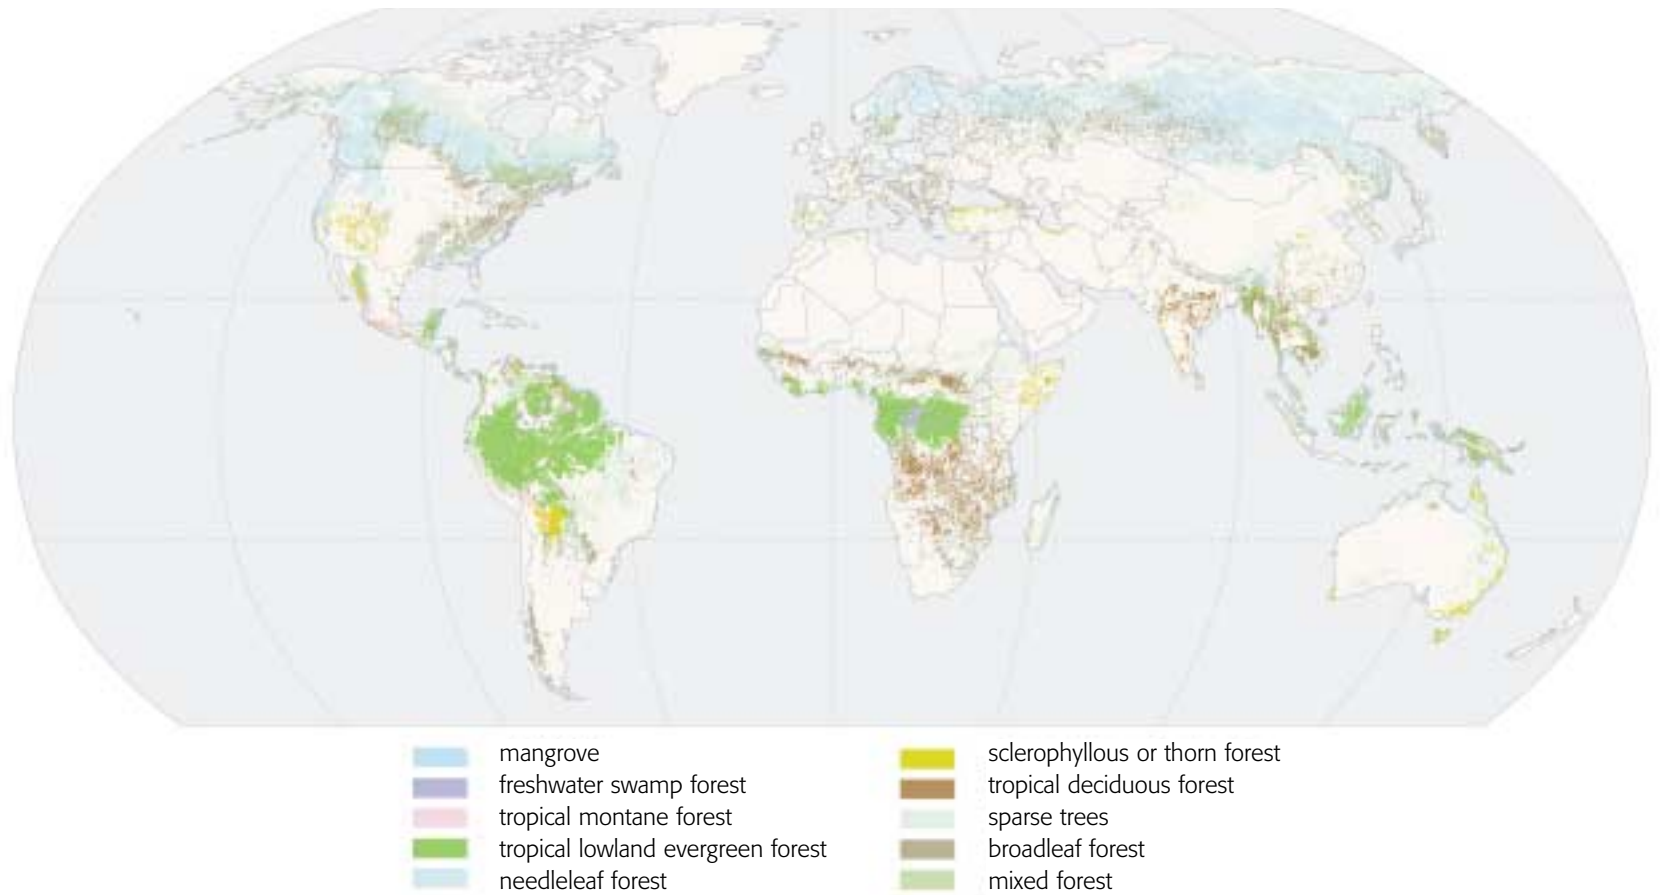 mangrove
freshwater swamp forest
tropical montane forest
tropical lowland evergreen forest
needleleaf forest
sclerophyllous or thorn forest
tropical deciduous forest
sparse trees
broadleaf forest
mixed forest